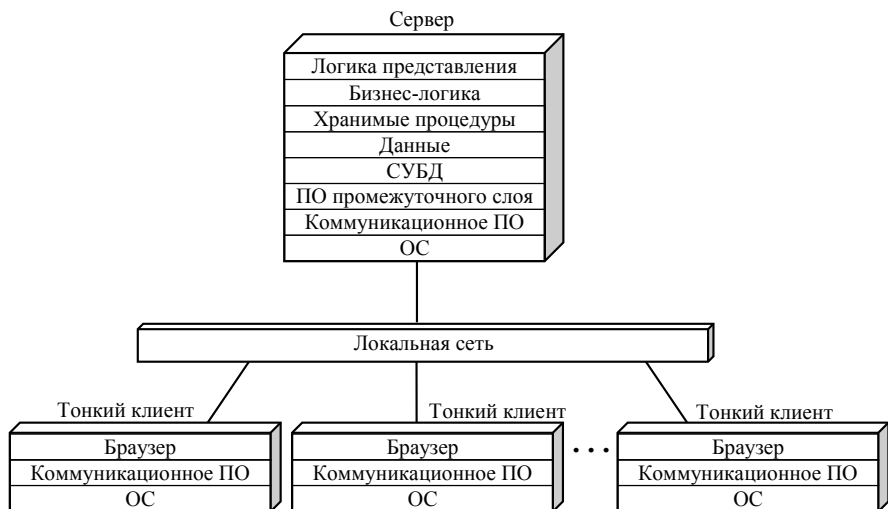 Сервер
Логика представления
Бизнес-логика
Хранимые процедуры
Данные
СУБД
ПО промежуточного слоя
Коммуникационное ПО
ОС
Локальная сеть
Тонкий клиент
Браузер
Коммуникационное ПО
ОС
Тонкий клиент
Браузер
Коммуникационное ПО
ОС
...
Тонкий клиент
Браузер
Коммуникационное ПО
ОС